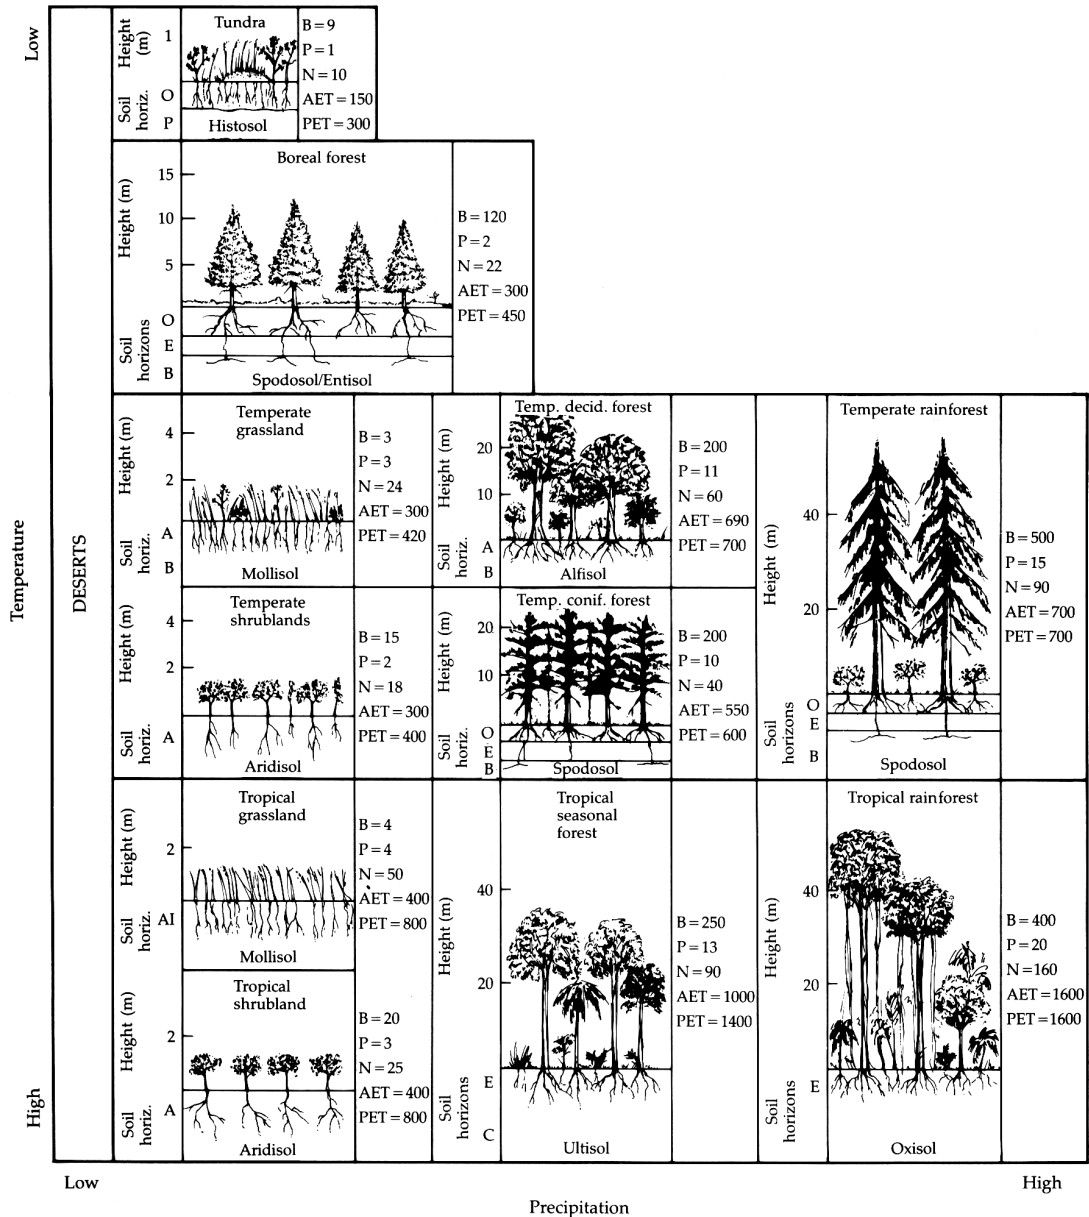 Low
Temperature
High
DESERTS
Height
(m)
1
Soil
horiz.
O
P
Tundra
Histosol
B = 9
P = 1
N = 10
AET = 150
PET = 300
Height (m)
15
10
5
Soil
horizons
O
E
B
Boreal forest
Spodosol/Entisol
B = 120
P = 2
N = 22
AET = 300
PET = 450
Height (m)
4
2
Soil
horiz.
A
B
Temperate
grassland
Mollisol
B = 3
P = 3
N = 24
AET = 300
PET = 420
Height (m)
20
10
Soil
horiz.
A
B
Temp. decid. forest
Alfisol
B = 200
P = 11
N = 60
AET = 690
PET = 700
Height (m)
40
20
Soil
horizons
O
E
B
Temperate rainforest
Spodosol
B = 500
P = 15
N = 90
AET = 700
PET = 700
Height (m)
4
2
Soil
horiz.
A
Temperate
shrublands
Aridisol
B = 15
P = 2
N = 18
AET = 300
PET = 400
Height (m)
20
10
Soil
horiz.
O
E
B
Temp. conif. forest
Spodosol
B = 200
P = 10
N = 40
AET = 550
PET = 600
Height (m)
2
Soil
horiz.
AI
Tropical
grassland
Mollisol
B = 4
P = 4
N = 50
AET = 400
PET = 800
Height (m)
40
20
Soil
horizons
E
C
Tropical
seasonal
forest
Ultisol
B = 250
P = 13
N = 90
AET = 1000
PET = 1400
Height (m)
40
20
Soil
horizons
E
Tropical rainforest
Oxisol
B = 400
P = 20
N = 160
AET = 1600
PET = 1600
Height (m)
2
Soil
horiz.
A
Tropical
shrubland
Aridisol
B = 20
P = 3
N = 25
AET = 400
PET = 800
Low
High
Precipitation